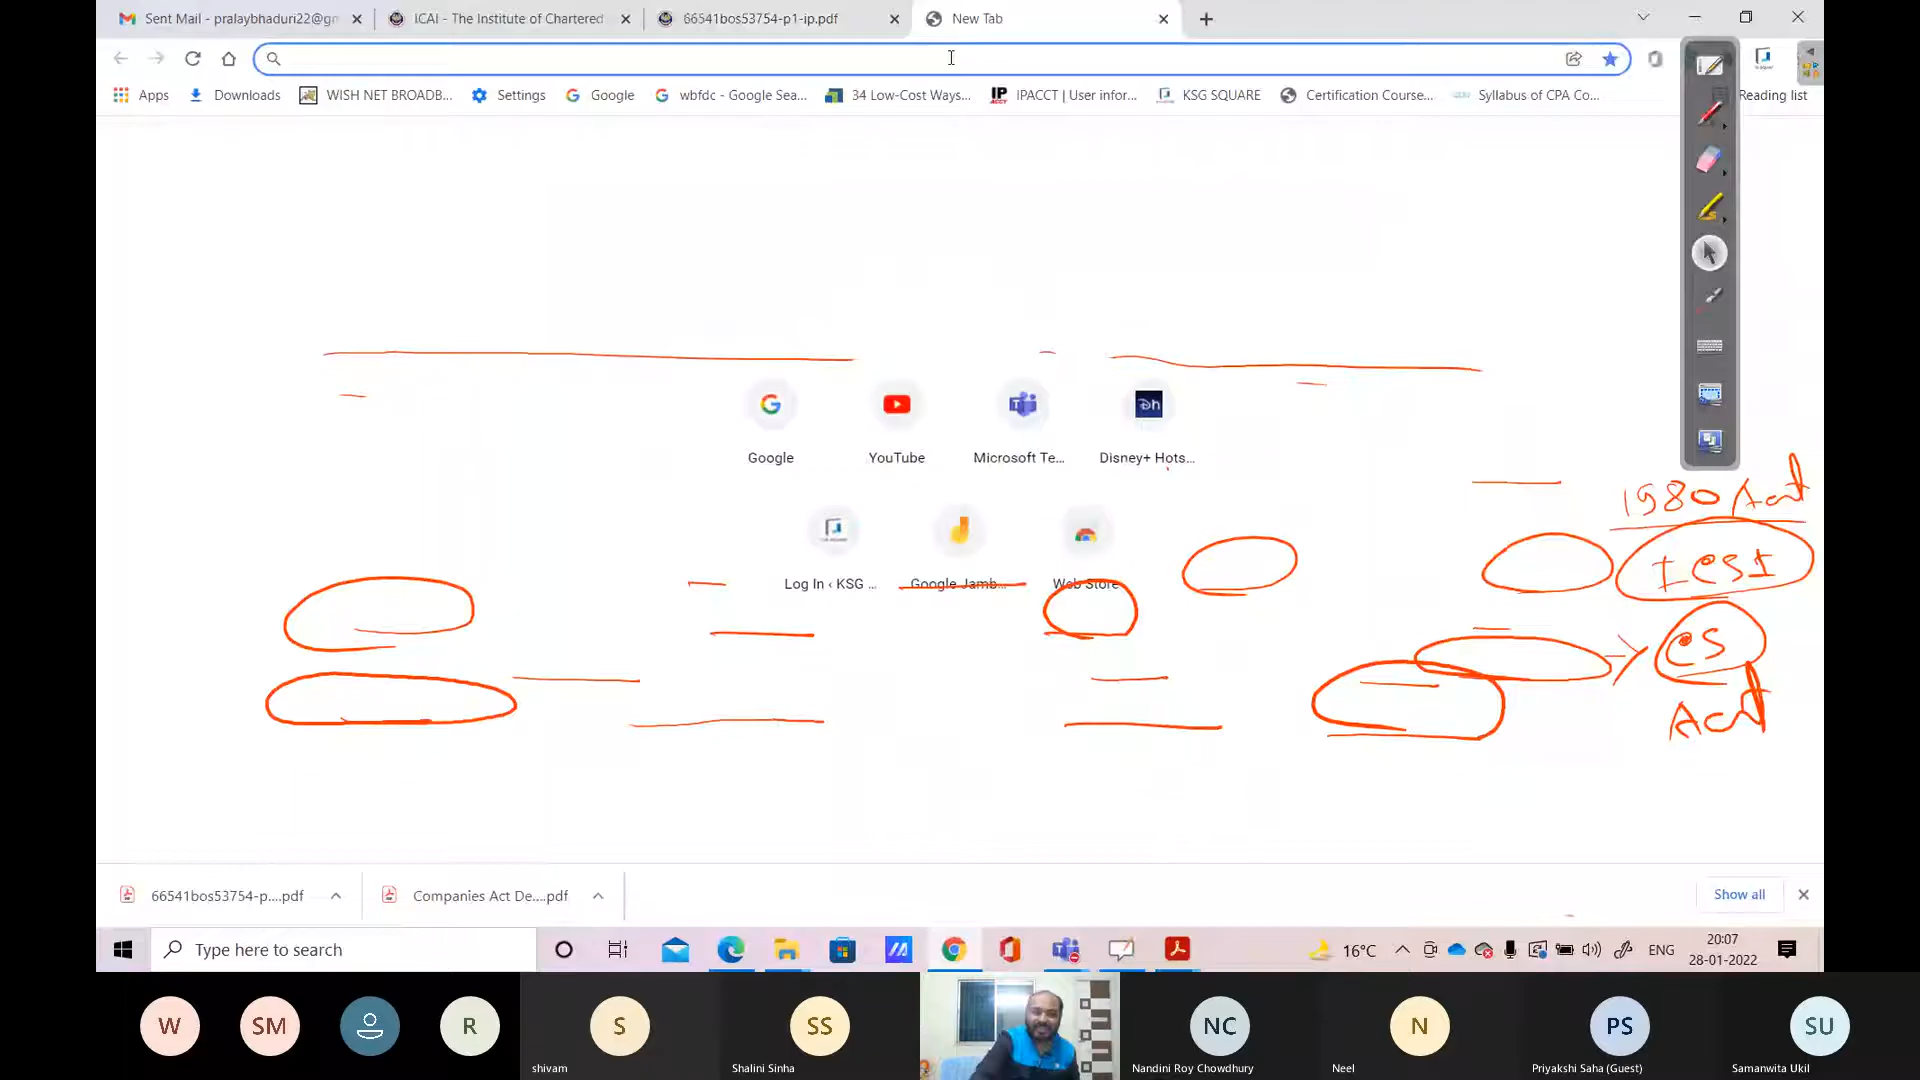 Sent Mail - pralaybhaduri22@gm
ICAI - The Institute of Chartered
66541bos53754-p1-ip.pdf
New Tab
Apps
Downloads
WISH NET BROADB...
Settings
Google
wbfdc - Google Sea...
34 Low-Cost Ways...
IP
ACCT
IPACCT | User infor...
KSG SQUARE
Certification Course...
Syllabus of CPA Co...
Reading list
Google
YouTube
Microsoft Te...
Disney+ Hots...
Log In ‹ KSG ...
Google Jamb...
Web Store
1980 Act
ICSI
CS
Act
66541bos53754-p....pdf
Companies Act De....pdf
Show all
Type here to search
16°C
ENG
20:07
28-01-2022
W
SM
R
S
SS
NC
N
PS
SU
shivam
Shalini Sinha
Nandini Roy Chowdhury
Neel
Priyakshi Saha (Guest)
Samanwita Ukil